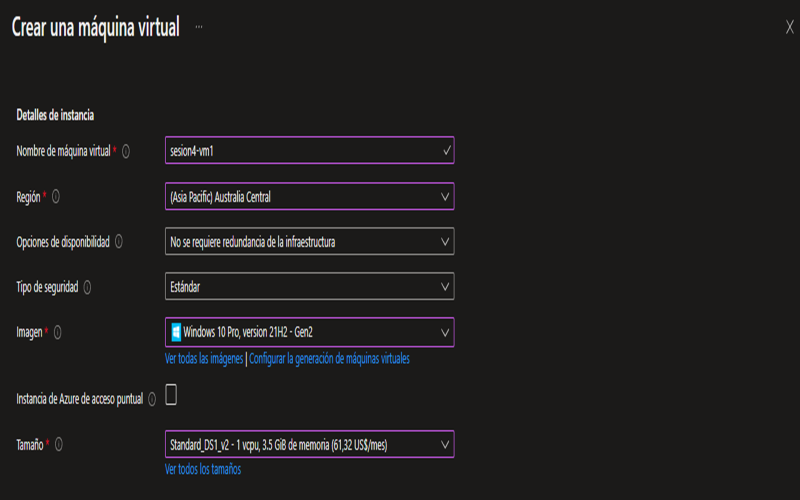 Crear una máquina virtual ...
Detalles de instancia
Nombre de máquina virtual * sesion4-vm1
Región * (Asia Pacific) Australia Central
Opciones de disponibilidad No se requiere redundancia de la infraestructura
Tipo de seguridad Estándar
Imagen * Windows 10 Pro, version 21H2 - Gen2
Ver todas las imágenes | Configurar la generación de máquinas virtuales
Instancia de Azure de acceso puntual
Tamaño * Standard_DS1_v2 - 1 vcpu, 3.5 GiB de memoria (61,32 US$/mes)
Ver todos los tamaños